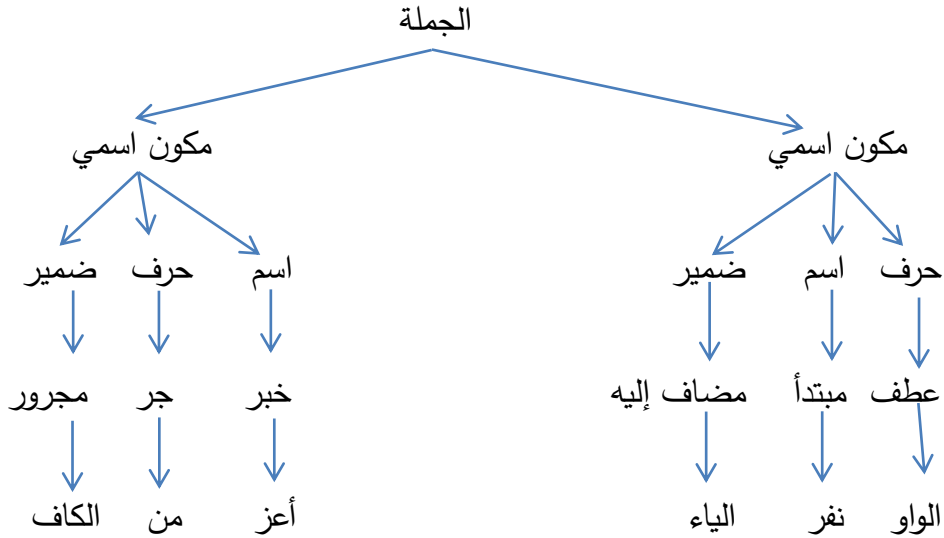 الجملة
مكون اسمي مكون اسمي
حرف اسم ضمير اسم حرف ضمير
عطف مبتدأ مضاف إليه خبر جر مجرور
الواو نفر الياء أعز من الكاف